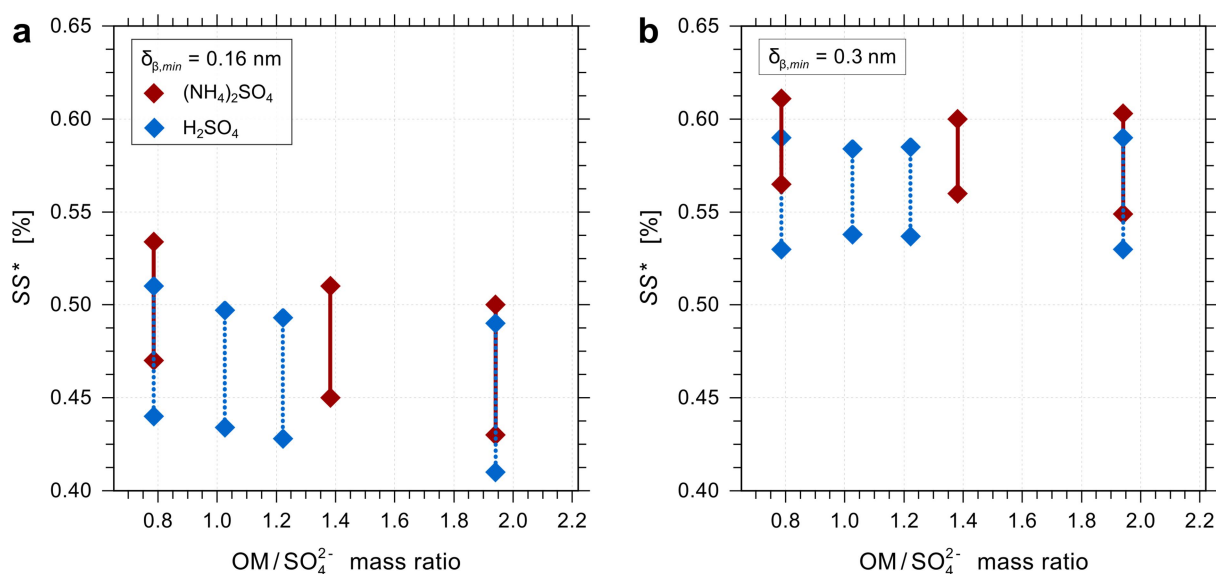 a
δβ,min = 0.16 nm
(NH4)2SO4
H2SO4
0.65
0.60
0.55
0.50
0.45
0.40
SS* [%]
0.8 1.0 1.2 1.4 1.6 1.8 2.0 2.2
OM/SO4^2- mass ratio
b
δβ,min = 0.3 nm
0.65
0.60
0.55
0.50
0.45
0.40
SS* [%]
0.8 1.0 1.2 1.4 1.6 1.8 2.0 2.2
OM/SO4^2- mass ratio